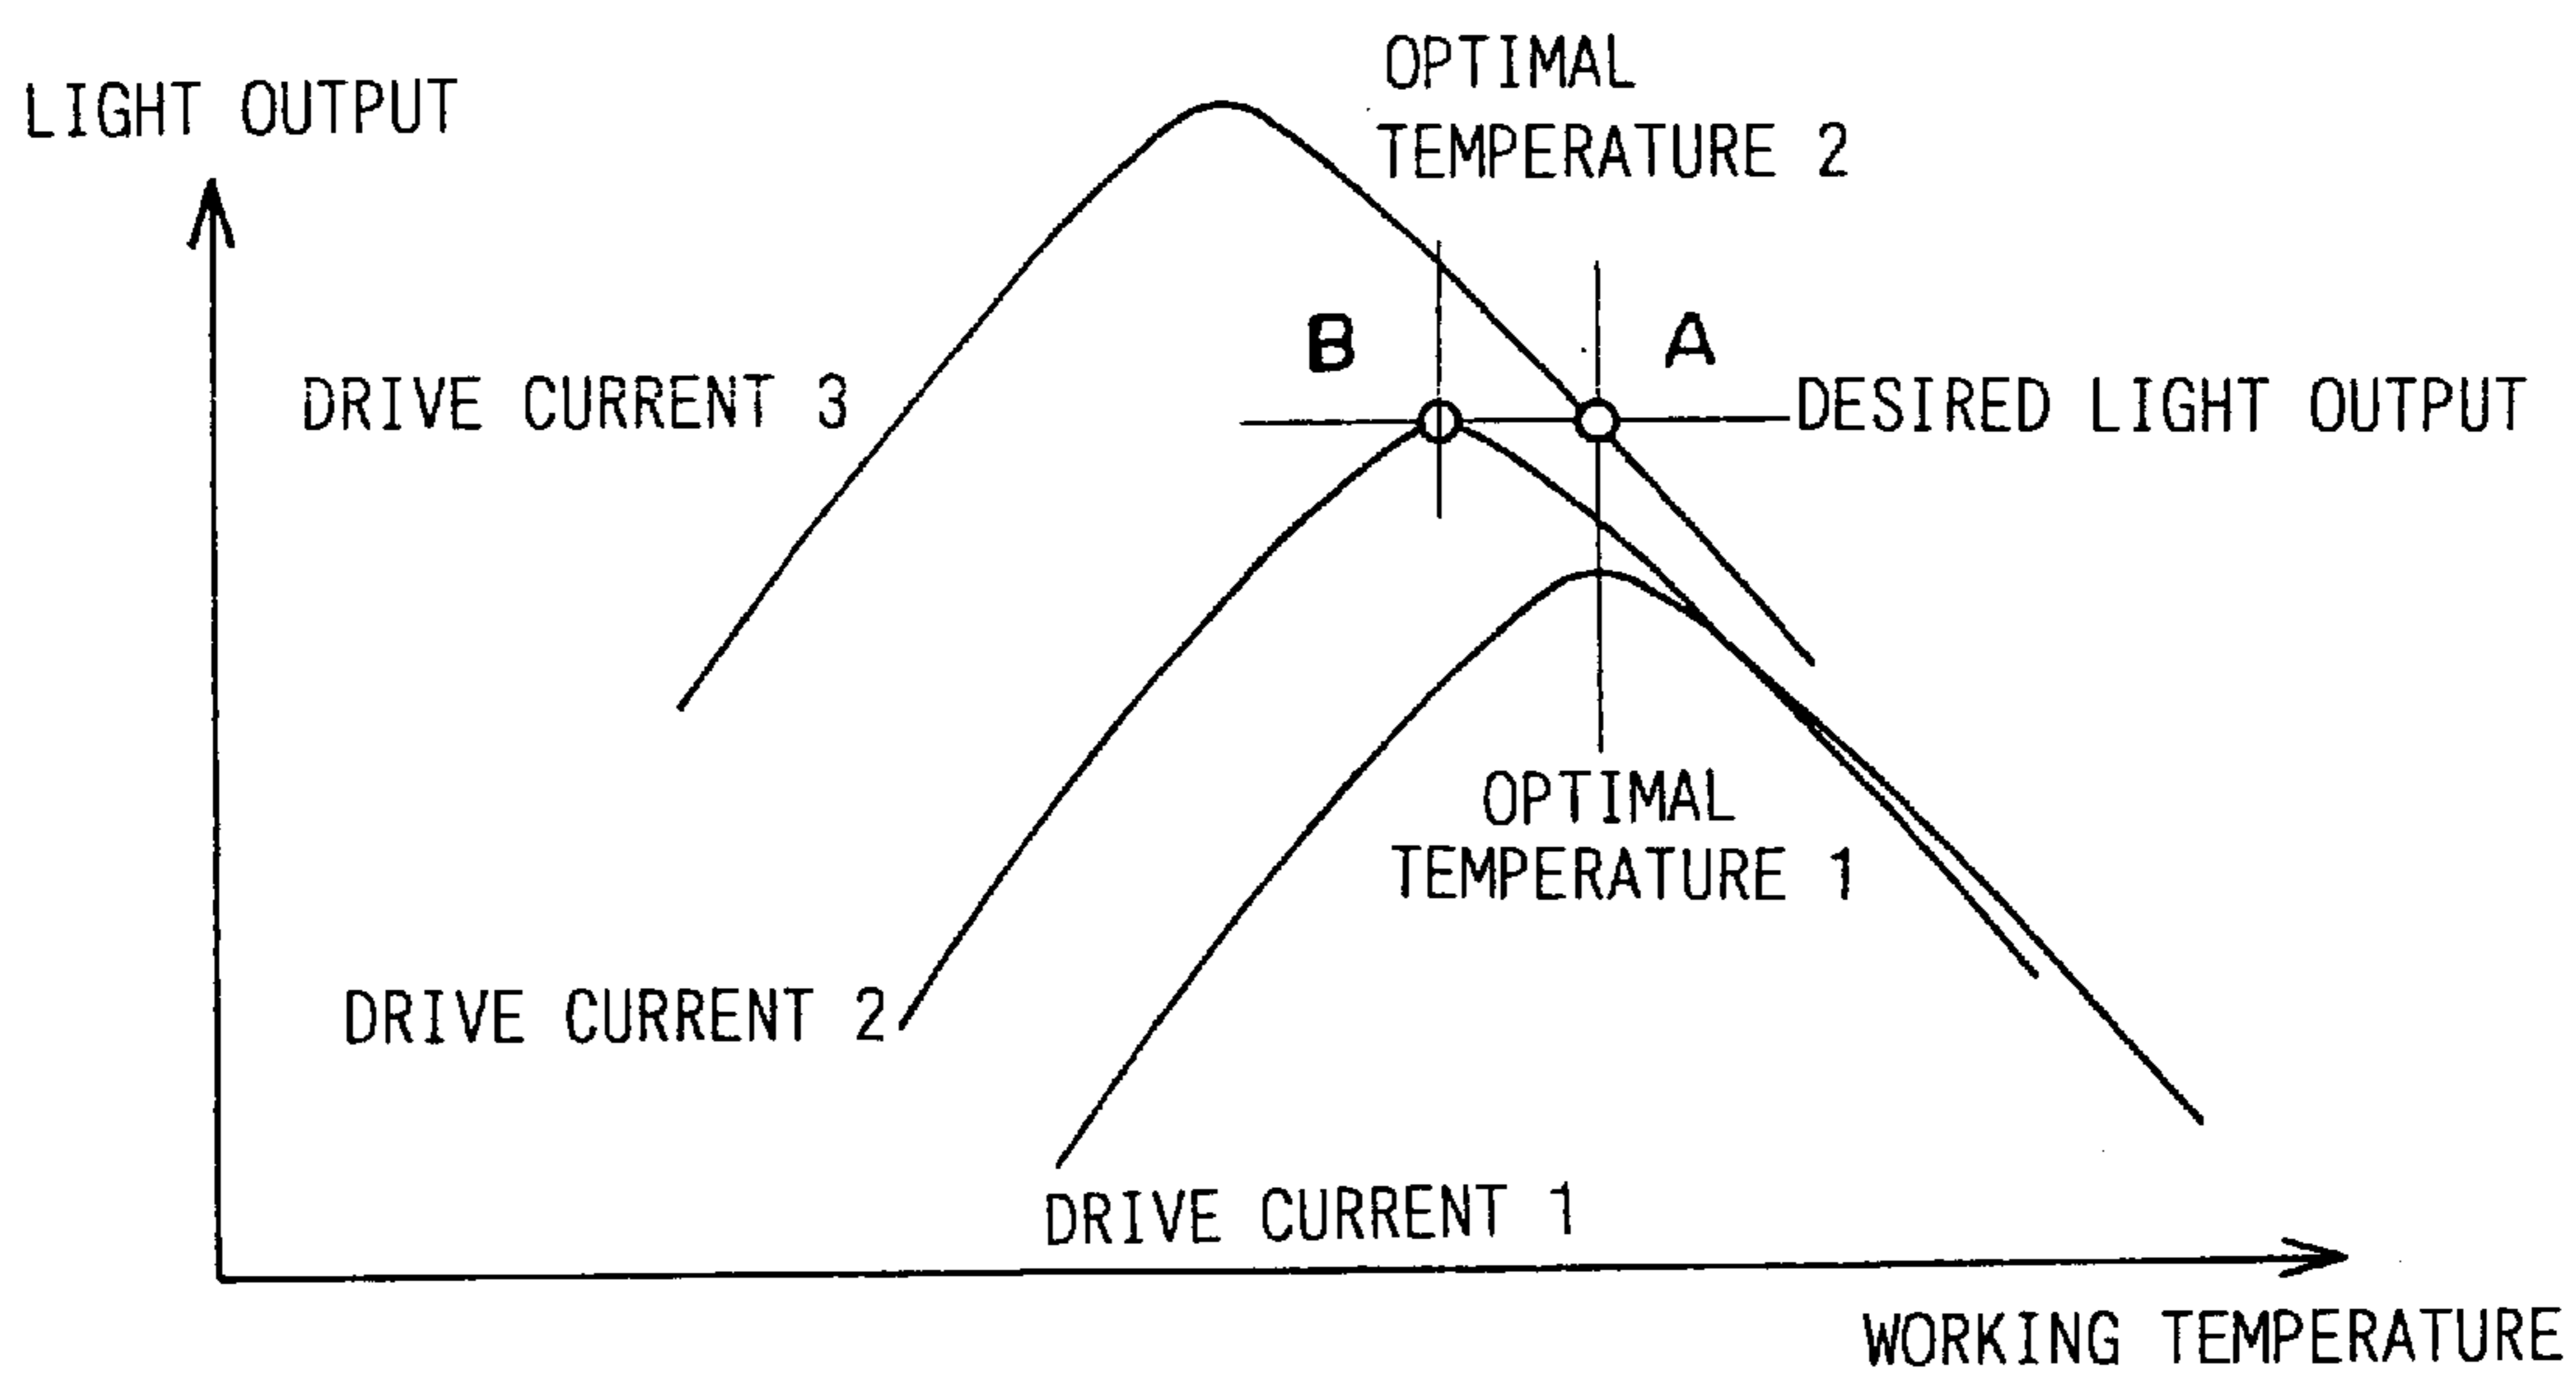 OPTIMAL
TEMPERATURE 2
LIGHT OUTPUT
B
A
DRIVE CURRENT 3
DESIRED LIGHT OUTPUT
OPTIMAL
TEMPERATURE 1
DRIVE CURRENT 2
DRIVE CURRENT 1
WORKING TEMPERATURE